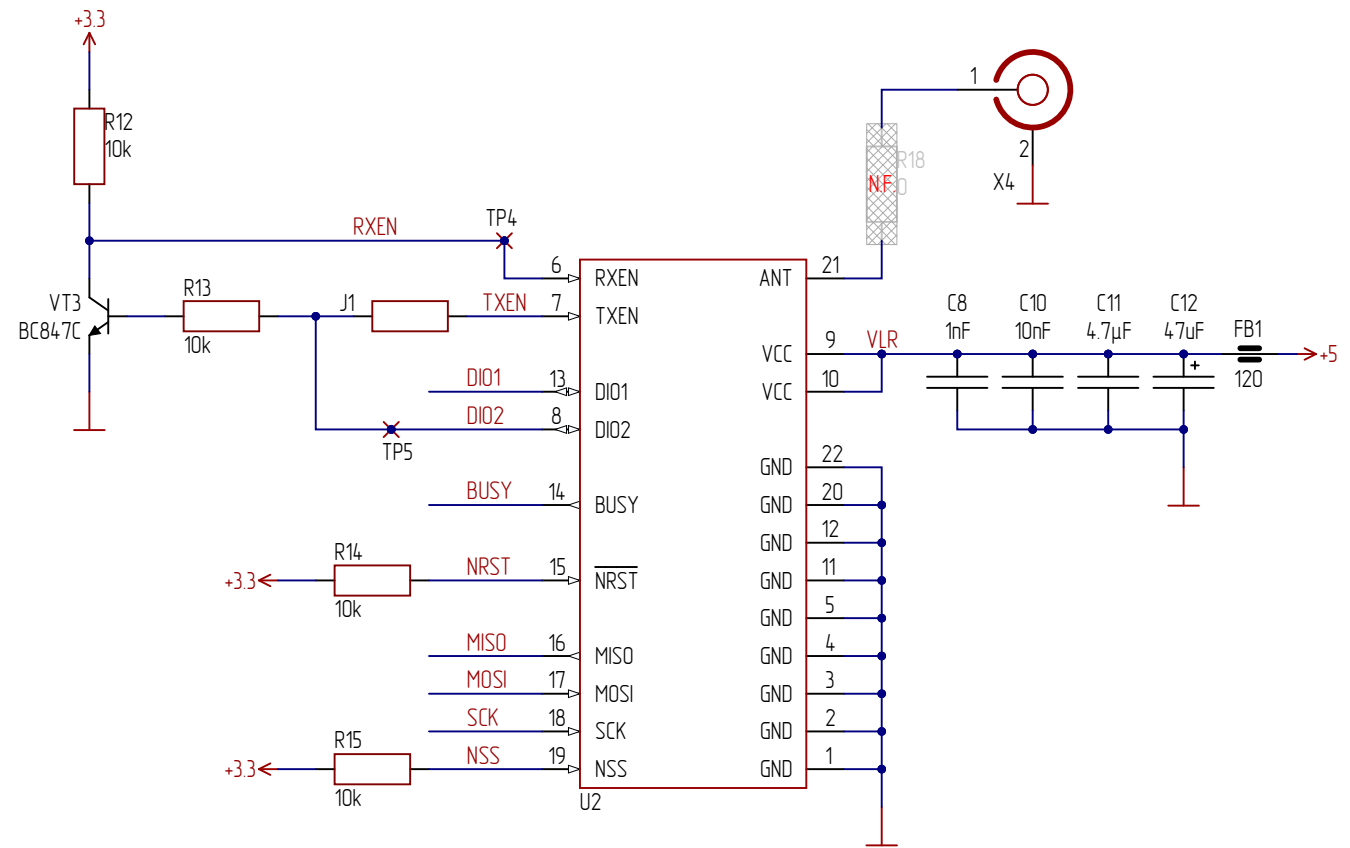 +3.3
R12
10k
RXEN
TP4
VT3
BC847C
R13
10k
J1
TXEN
DIO1
DIO2
TP5
BUSY
R14
+3.3
10k
NRST
MISO
MOSI
SCK
R15
+3.3
10k
NSS
6 RXEN
7 TXEN
13 DIO1
8 DIO2
14 BUSY
15 NRST
16 MISO
17 MOSI
18 SCK
19 NSS
U2
ANT 21
VCC 9
VCC 10
GND 22
GND 20
GND 12
GND 11
GND 5
GND 4
GND 3
GND 2
GND 1
R18
0
N.F.
1
2
X4
VLR
C8
1nF
C10
10nF
C11
4.7µF
C12
47uF
+
FB1
120
+5